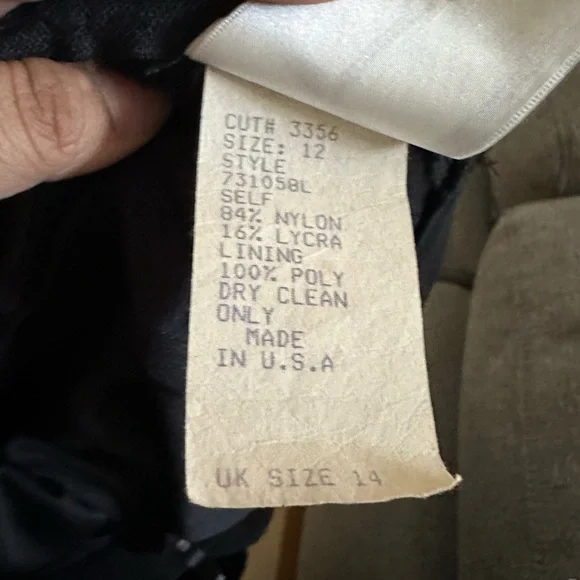 CUT# 3356
SIZE: 12
STYLE
731058L
SELF
84% NYLON
16% LYCRA
LINING
100% POLY
DRY CLEAN
ONLY
MADE
IN U.S.A
UK SIZE 14